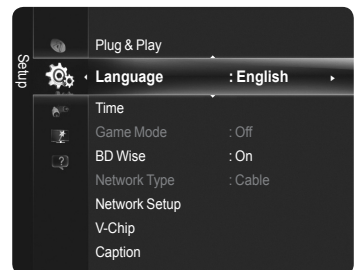 Setup
Plug & Play
Language : English
Time
Game Mode : Off
BD Wise : On
Network Type : Cable
Network Setup
V-Chip
Caption